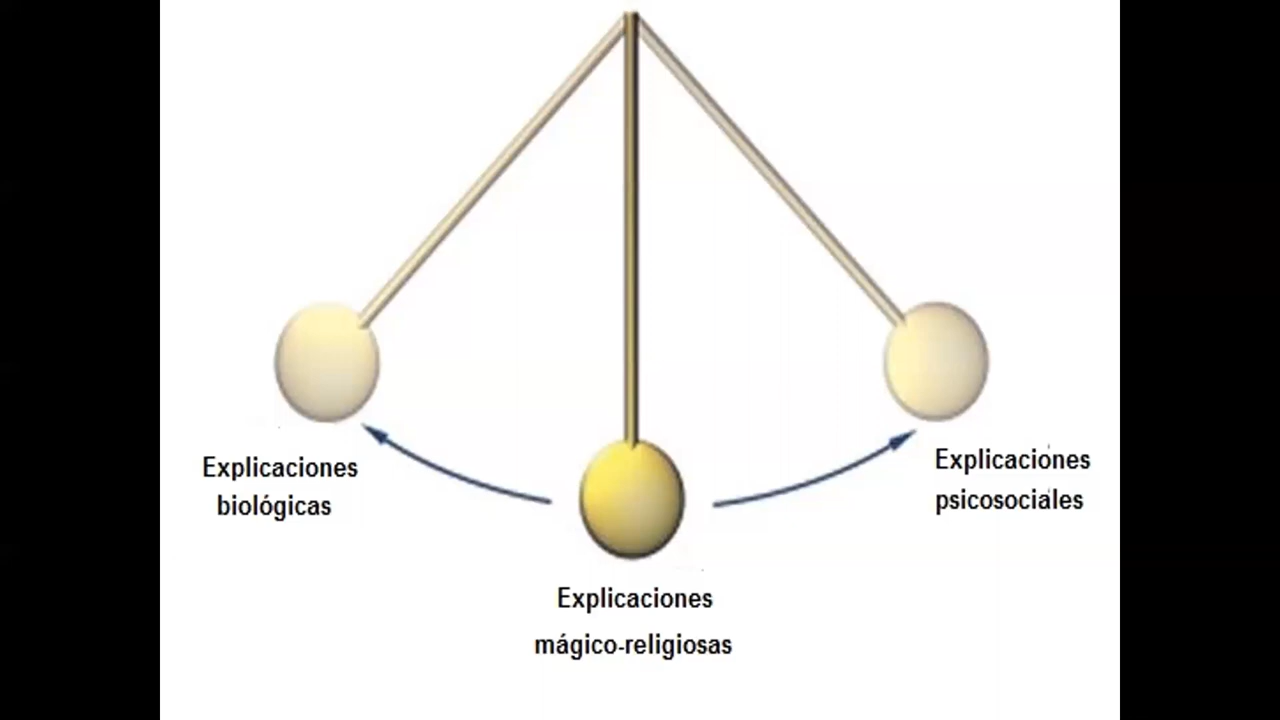 Explicaciones
biológicas
Explicaciones
mágico-religiosas
Explicaciones
psicosociales